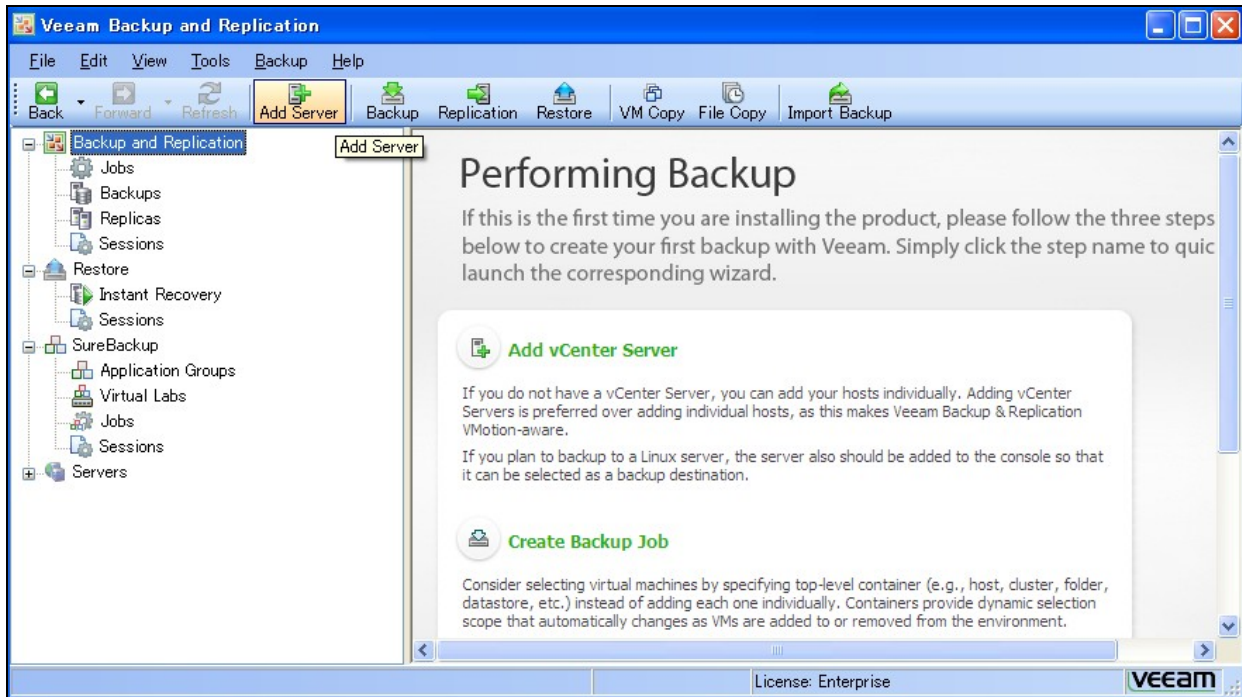 Veeam Backup and Replication
File Edit View Tools Backup Help
Back Forward Refresh Add Server Backup Replication Restore VM Copy File Copy Import Backup
Add Server
Backup and Replication
Jobs
Backups
Replicas
Sessions
Restore
Instant Recovery
Sessions
SureBackup
Application Groups
Virtual Labs
Jobs
Sessions
Servers
Performing Backup
If this is the first time you are installing the product, please follow the three steps
below to create your first backup with Veeam. Simply click the step name to quic
launch the corresponding wizard.
Add vCenter Server
If you do not have a vCenter Server, you can add your hosts individually. Adding vCenter
Servers is preferred over adding individual hosts, as this makes Veeam Backup & Replication
VMotion-aware.
If you plan to backup to a Linux server, the server also should be added to the console so that
it can be selected as a backup destination.
Create Backup Job
Consider selecting virtual machines by specifying top-level container (e.g., host, cluster, folder,
datastore, etc.) instead of adding each one individually. Containers provide dynamic selection
scope that automatically changes as VMs are added to or removed from the environment.
License: Enterprise
veeam